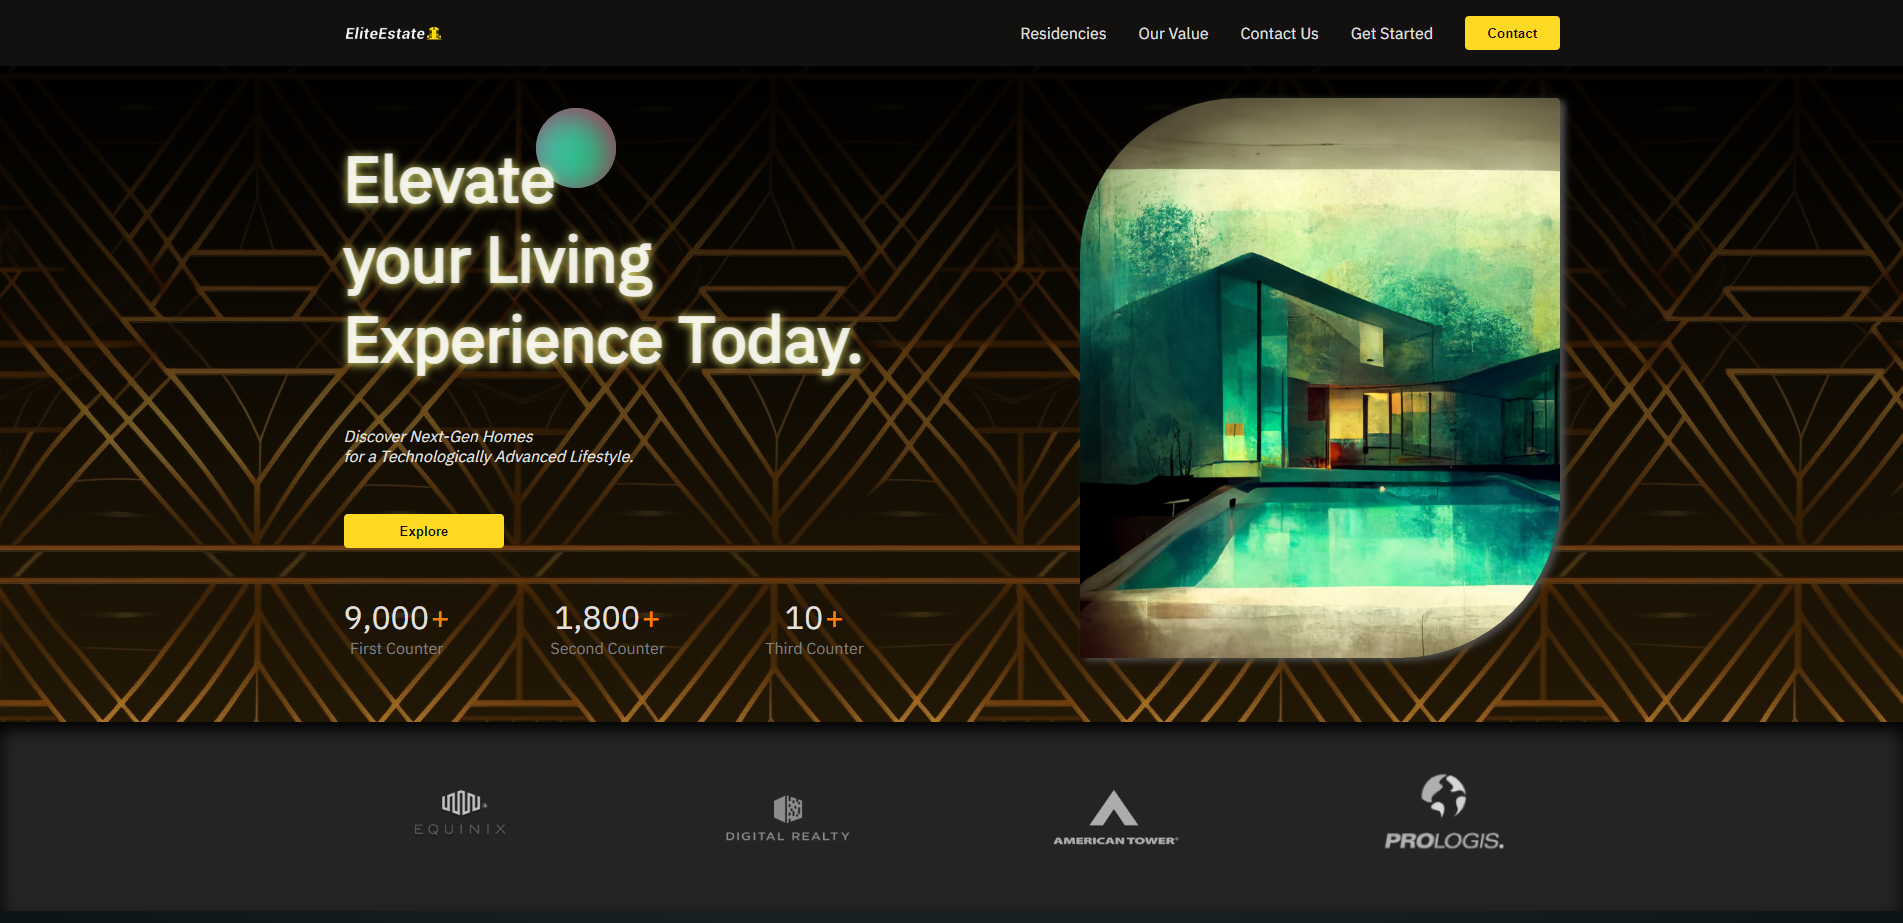 EliteEstate
Residencies
Our Value
Contact Us
Get Started
Contact
Elevate
your Living
Experience Today.
Discover Next-Gen Homes
for a Technologically Advanced Lifestyle.
Explore
9,000+
1,800+
10+
First Counter
Second Counter
Third Counter
EQUINIX
DIGITAL REALTY
AMERICAN TOWER®
PROLOGIS.